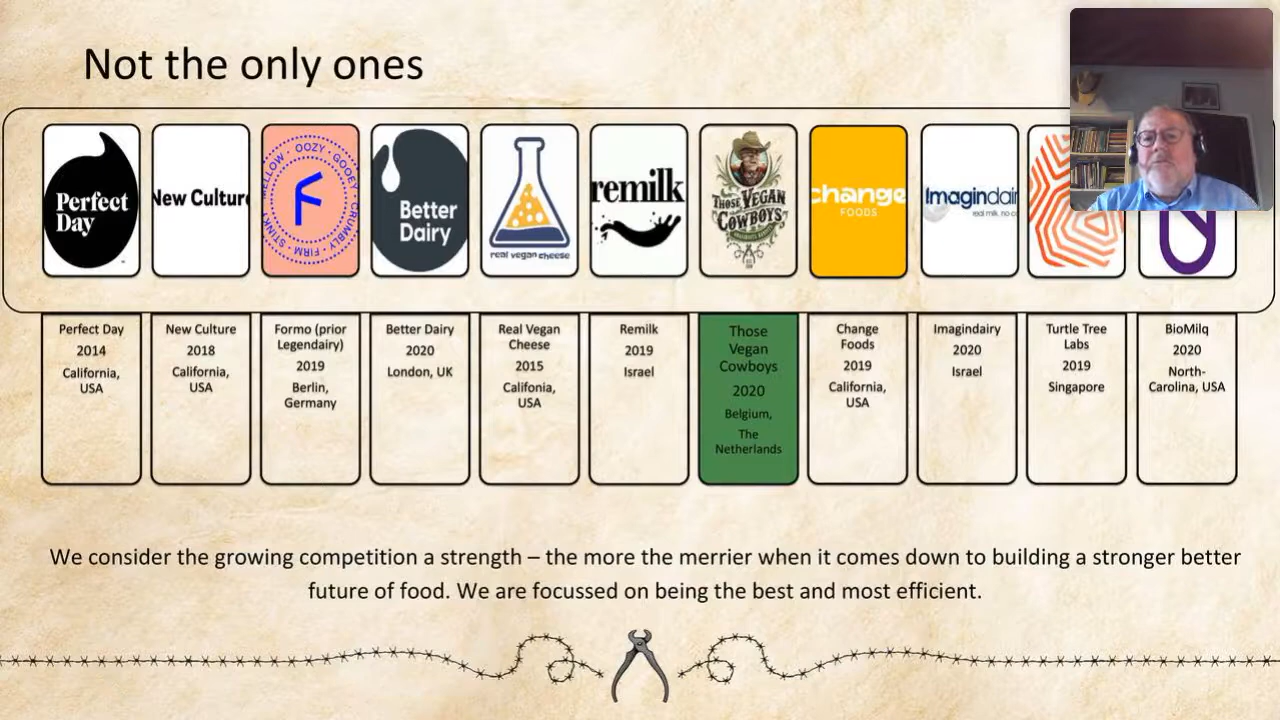 Not the only ones
Perfect
Day
New Culture
MELLOW · OOZY · GOOEY · CRUMBLY · FIRM · STINKY
F
Better
Dairy
real vegan cheese
remilk
THOSE VEGAN
COWBOYS
change
FOODS
Imagindair
real milk. no co
Perfect Day
2014
California,
USA
New Culture
2018
California,
USA
Formo (prior
Legendairy)
2019
Berlin,
Germany
Better Dairy
2020
London, UK
Real Vegan
Cheese
2015
Califonia,
USA
Remilk
2019
Israel
Those
Vegan
Cowboys
2020
Belgium,
The
Netherlands
Change
Foods
2019
California,
USA
Imagindairy
2020
Israel
Turtle Tree
Labs
2019
Singapore
BioMilq
2020
North-
Carolina, USA
We consider the growing competition a strength – the more the merrier when it comes down to building a stronger better
future of food. We are focussed on being the best and most efficient.